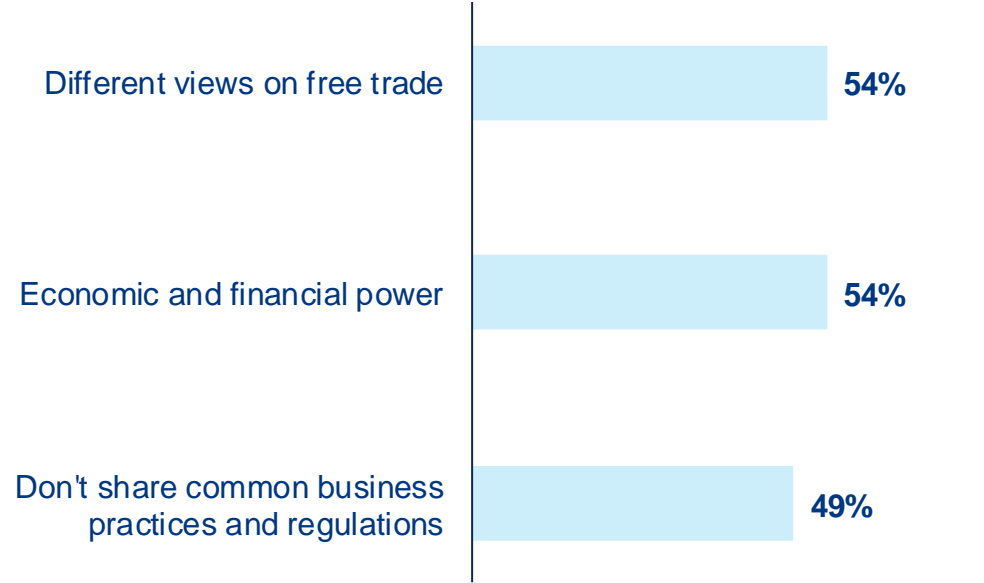 Different views on free trade
54%
Economic and financial power
54%
Don't share common business
practices and regulations
49%